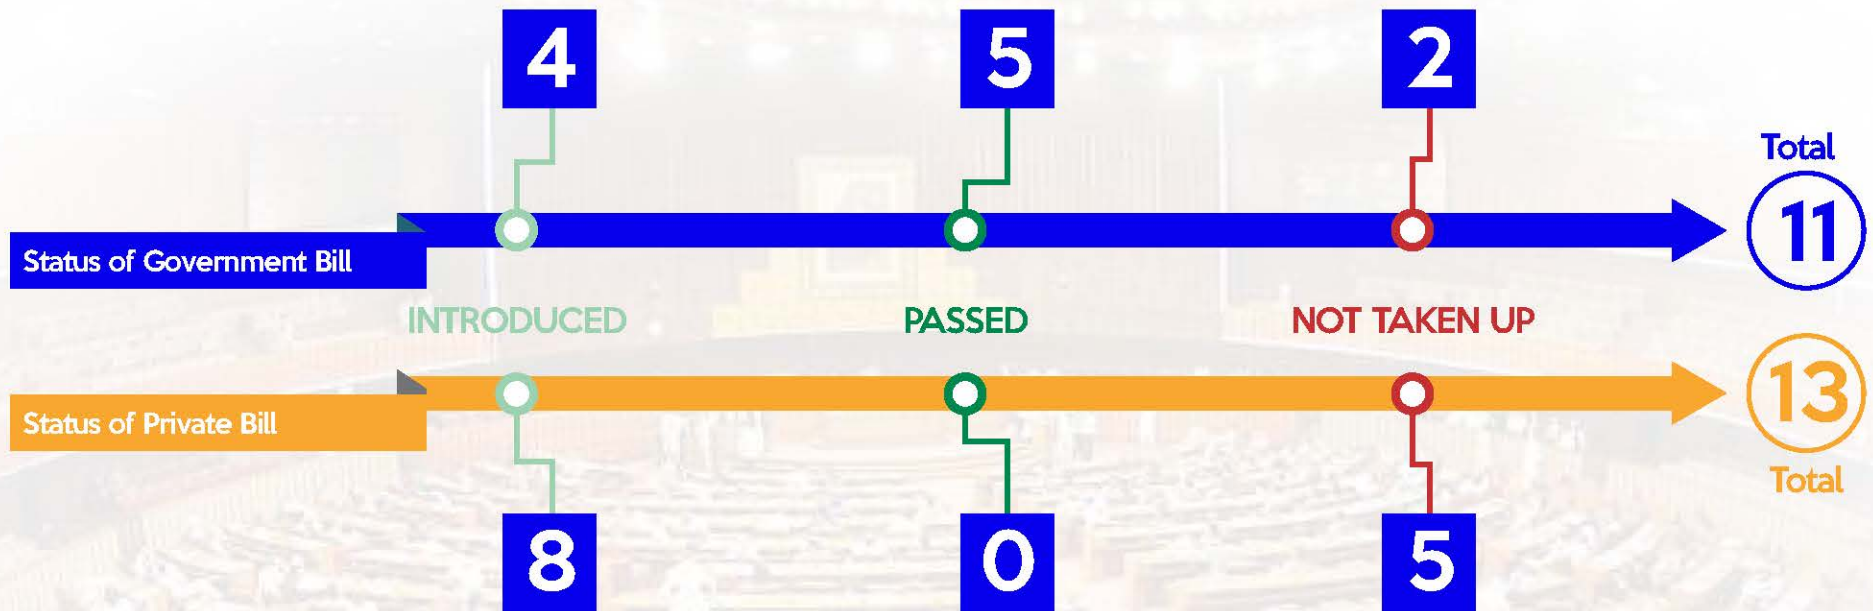 4 5 2
Total
11
Status of Government Bill
INTRODUCED PASSED NOT TAKEN UP
Status of Private Bill
13
Total
8 0 5